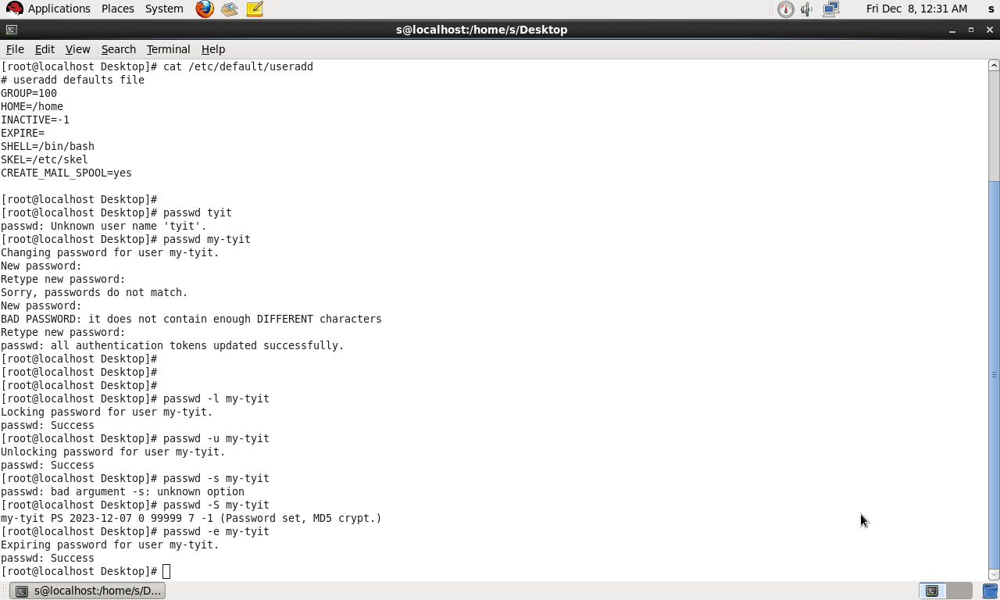 Applications Places System Fri Dec 8, 12:31 AM s
s@localhost:/home/s/Desktop
File Edit View Search Terminal Help
[root@localhost Desktop]# cat /etc/default/useradd
# useradd defaults file
GROUP=100
HOME=/home
INACTIVE=-1
EXPIRE=
SHELL=/bin/bash
SKEL=/etc/skel
CREATE_MAIL_SPOOL=yes
[root@localhost Desktop]#
[root@localhost Desktop]# passwd tyit
passwd: Unknown user name 'tyit'.
[root@localhost Desktop]# passwd my-tyit
Changing password for user my-tyit.
New password:
Retype new password:
Sorry, passwords do not match.
New password:
BAD PASSWORD: it does not contain enough DIFFERENT characters
Retype new password:
passwd: all authentication tokens updated successfully.
[root@localhost Desktop]#
[root@localhost Desktop]#
[root@localhost Desktop]#
[root@localhost Desktop]# passwd -l my-tyit
Locking password for user my-tyit.
passwd: Success
[root@localhost Desktop]# passwd -u my-tyit
Unlocking password for user my-tyit.
passwd: Success
[root@localhost Desktop]# passwd -s my-tyit
passwd: bad argument -s: unknown option
[root@localhost Desktop]# passwd -S my-tyit
my-tyit PS 2023-12-07 0 99999 7 -1 (Password set, MD5 crypt.)
[root@localhost Desktop]# passwd -e my-tyit
Expiring password for user my-tyit.
passwd: Success
[root@localhost Desktop]#
s@localhost:/home/s/D...